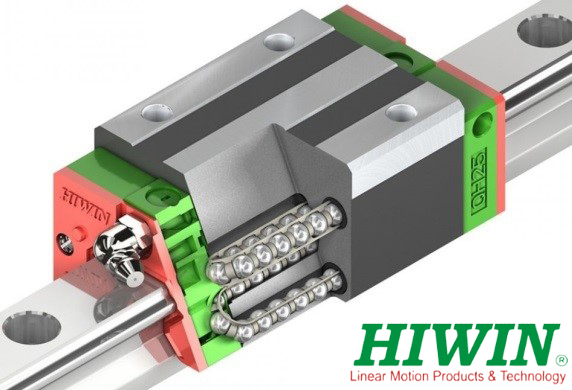 HIWIN
QH25
HIWIN®
Linear Motion Products & Technology